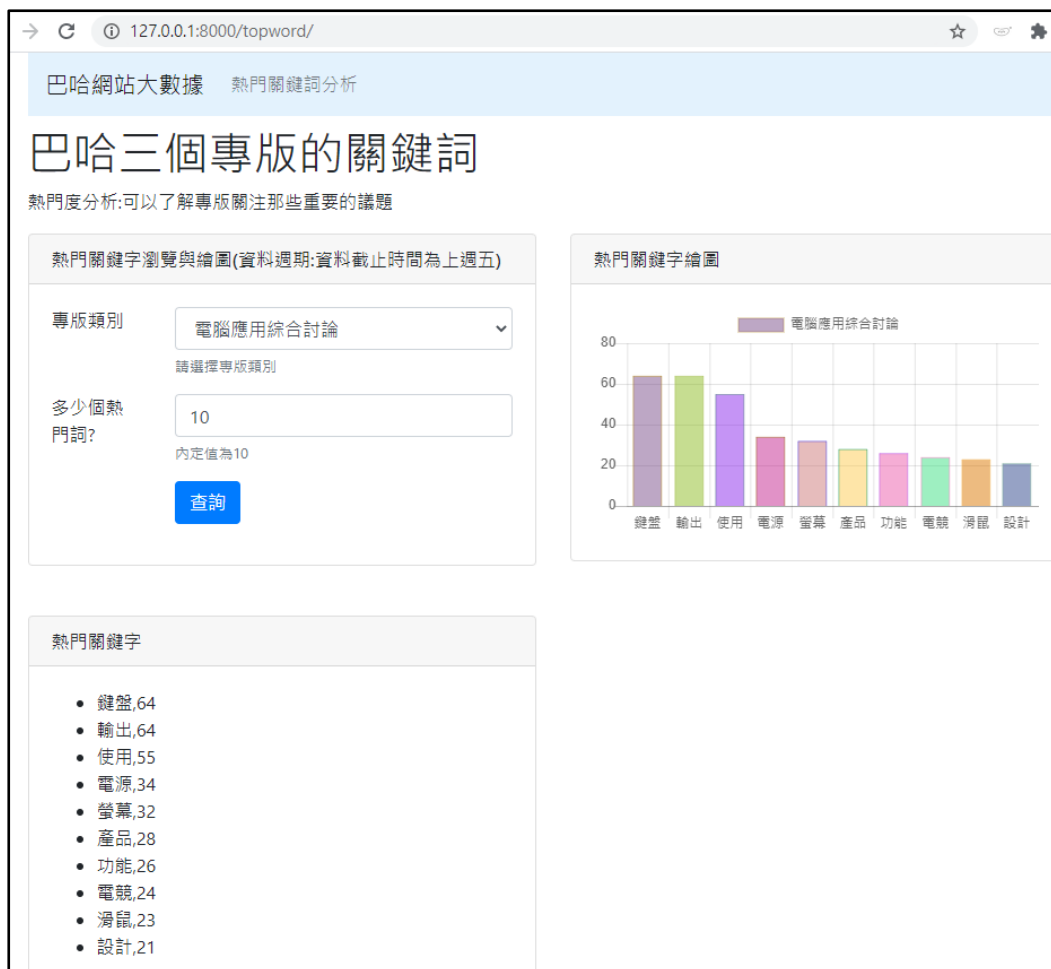 127.0.0.1:8000/topword/
巴哈網站大數據 熱門關鍵詞分析
巴哈三個專版的關鍵詞
熱門度分析:可以了解專版關注那些重要的議題
熱門關鍵字瀏覽與繪圖(資料週期:資料截止時間為上週五)
專版類別
電腦應用綜合討論
請選擇專版類別
多少個熱
門詞?
10
內定值為10
查詢
熱門關鍵字繪圖
電腦應用綜合討論
80
60
40
20
0
鍵盤 輸出 使用 電源 螢幕 產品 功能 電競 滑鼠 設計
熱門關鍵字
鍵盤,64
輸出,64
使用,55
電源,34
螢幕,32
產品,28
功能,26
電競,24
滑鼠,23
設計,21